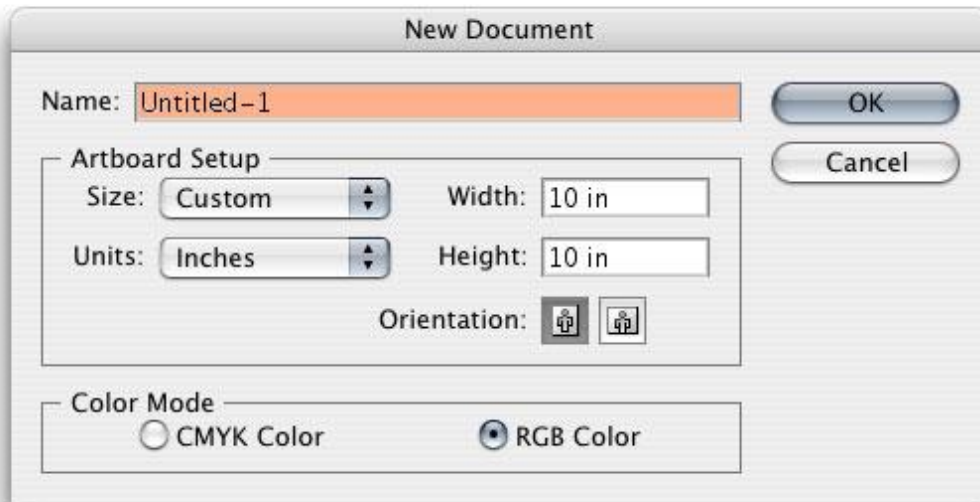 New Document
Name: Untitled-1
OK
Cancel
Artboard Setup
Size: Custom
Width: 10 in
Units: Inches
Height: 10 in
Orientation:
Color Mode
CMYK Color
RGB Color